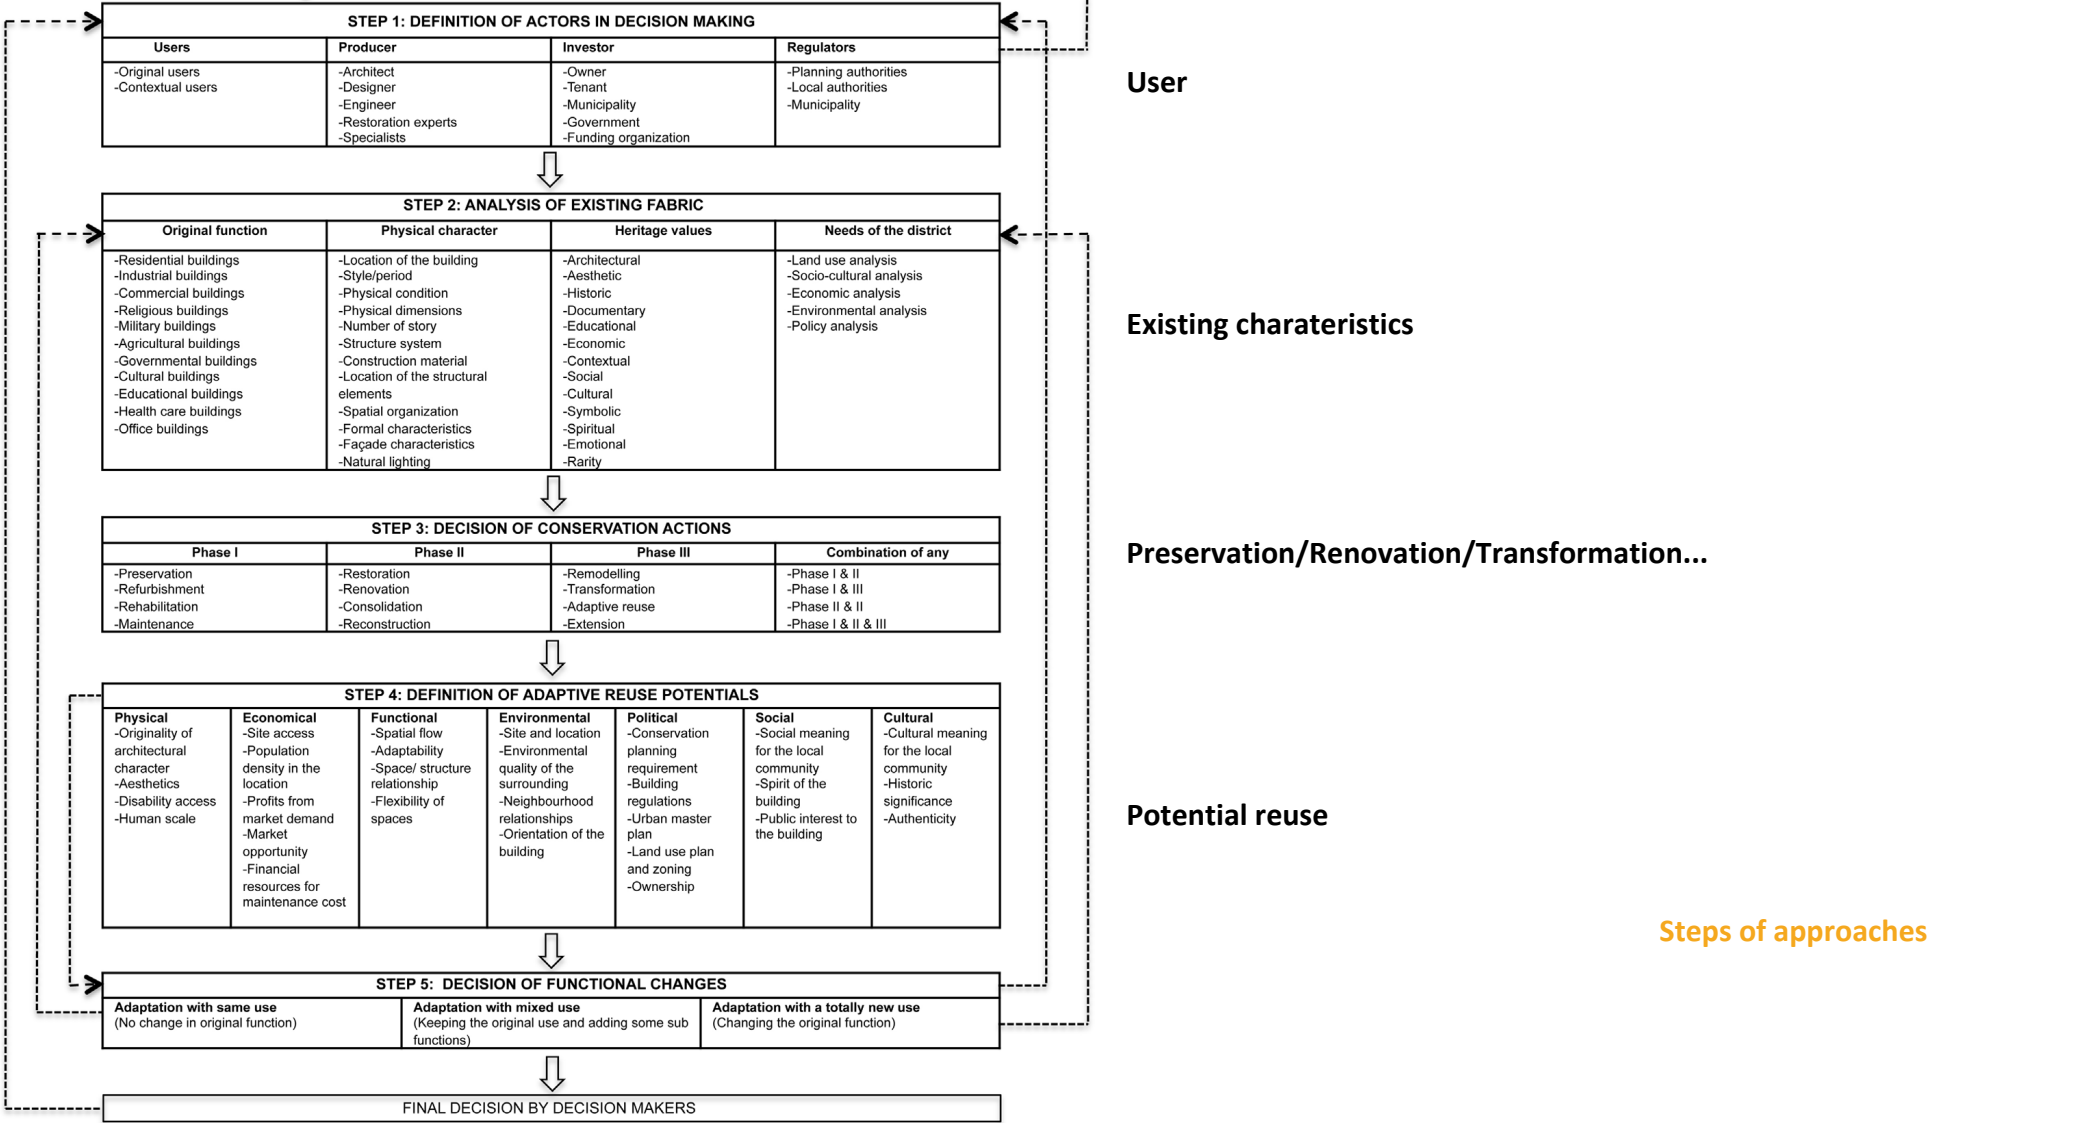 STEP 1: DEFINITION OF ACTORS IN DECISION MAKING
Users
-Original users
-Contextual users
Producer
-Architect
-Designer
-Engineer
-Restoration experts
-Specialists
Investor
-Owner
-Tenant
-Municipality
-Government
-Funding organization
Regulators
-Planning authorities
-Local authorities
-Municipality
User
STEP 2: ANALYSIS OF EXISTING FABRIC
Original function
-Residential buildings
-Industrial buildings
-Commercial buildings
-Religious buildings
-Military buildings
-Agricultural buildings
-Governmental buildings
-Cultural buildings
-Educational buildings
-Health care buildings
-Office buildings
Physical character
-Location of the building
-Style/period
-Physical condition
-Physical dimensions
-Number of story
-Structure system
-Construction material
-Location of the structural
elements
-Spatial organization
-Formal characteristics
-Façade characteristics
-Natural lighting
Heritage values
-Architectural
-Aesthetic
-Historic
-Documentary
-Educational
-Economic
-Contextual
-Social
-Cultural
-Symbolic
-Spiritual
-Emotional
-Rarity
Needs of the district
-Land use analysis
-Socio-cultural analysis
-Economic analysis
-Environmental analysis
-Policy analysis
Existing charateristics
STEP 3: DECISION OF CONSERVATION ACTIONS
Phase I
-Preservation
-Refurbishment
-Rehabilitation
-Maintenance
Phase II
-Restoration
-Renovation
-Consolidation
-Reconstruction
Phase III
-Remodelling
-Transformation
-Adaptive reuse
-Extension
Combination of any
-Phase I & II
-Phase I & III
-Phase II & II
-Phase I & II & III
Preservation/Renovation/Transformation...
STEP 4: DEFINITION OF ADAPTIVE REUSE POTENTIALS
Physical
-Originality of
architectural
character
-Aesthetics
-Disability access
-Human scale
Economical
-Site access
-Population
density in the
location
-Profits from
market demand
-Market
opportunity
-Financial
resources for
maintenance cost
Functional
-Spatial flow
-Adaptability
-Space/ structure
relationship
-Flexibility of
spaces
Environmental
-Site and location
-Environmental
quality of the
surrounding
-Neighbourhood
relationships
-Orientation of the
building
Political
-Conservation
planning
requirement
-Building
regulations
-Urban master
plan
-Land use plan
and zoning
-Ownership
Social
-Social meaning
for the local
community
-Spirit of the
building
-Public interest to
the building
Cultural
-Cultural meaning
for the local
community
-Historic
significance
-Authenticity
Potential reuse
Steps of approaches
STEP 5: DECISION OF FUNCTIONAL CHANGES
Adaptation with same use
(No change in original function)
Adaptation with mixed use
(Keeping the original use and adding some sub
functions)
Adaptation with a totally new use
(Changing the original function)
FINAL DECISION BY DECISION MAKERS